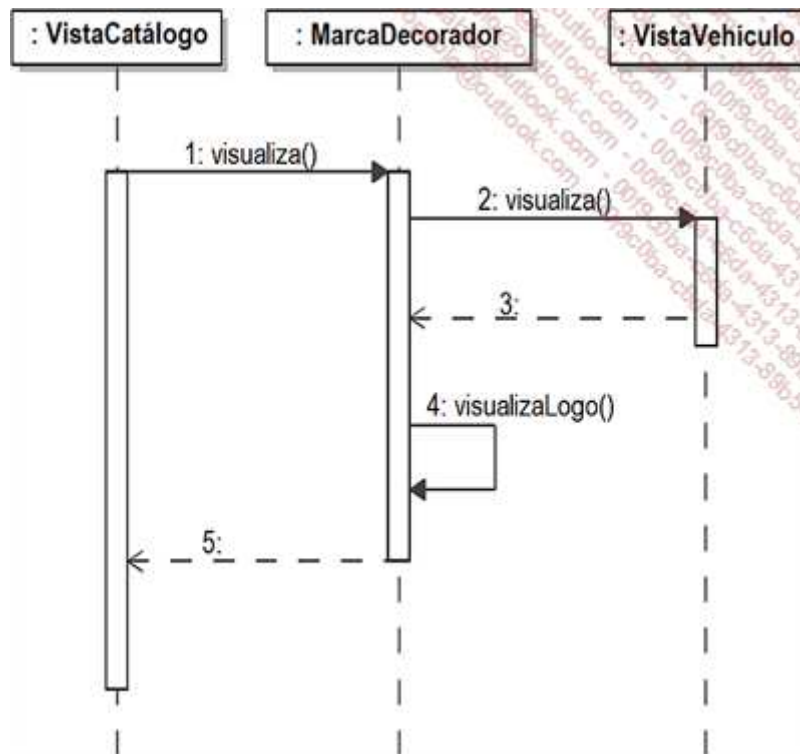 : VistaCatálogo
: MarcaDecorador
: VistaVehiculo
1: visualiza()
2: visualiza()
3:
4: visualizaLogo()
5: